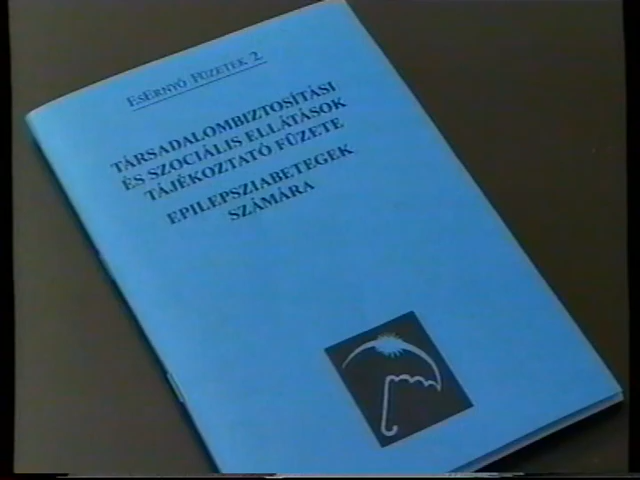 EsErnyő Füzetek 2.
TÁRSADALOMBIZTOSÍTÁSI
ÉS SZOCIÁLIS ELLÁTÁSOK
TÁJÉKOZTATÓ FÜZETE
EPILEPSZIABETEGEK
SZÁMÁRA